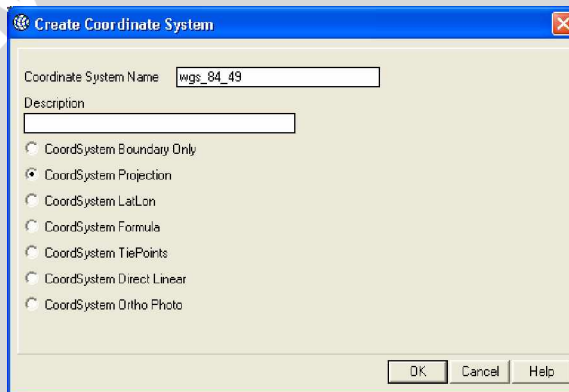 Create Coordinate System
Coordinate System Name wgs_84_49
Description
CoordSystem Boundary Only
CoordSystem Projection
CoordSystem LatLon
CoordSystem Formula
CoordSystem TiePoints
CoordSystem Direct Linear
CoordSystem Ortho Photo
OK Cancel Help